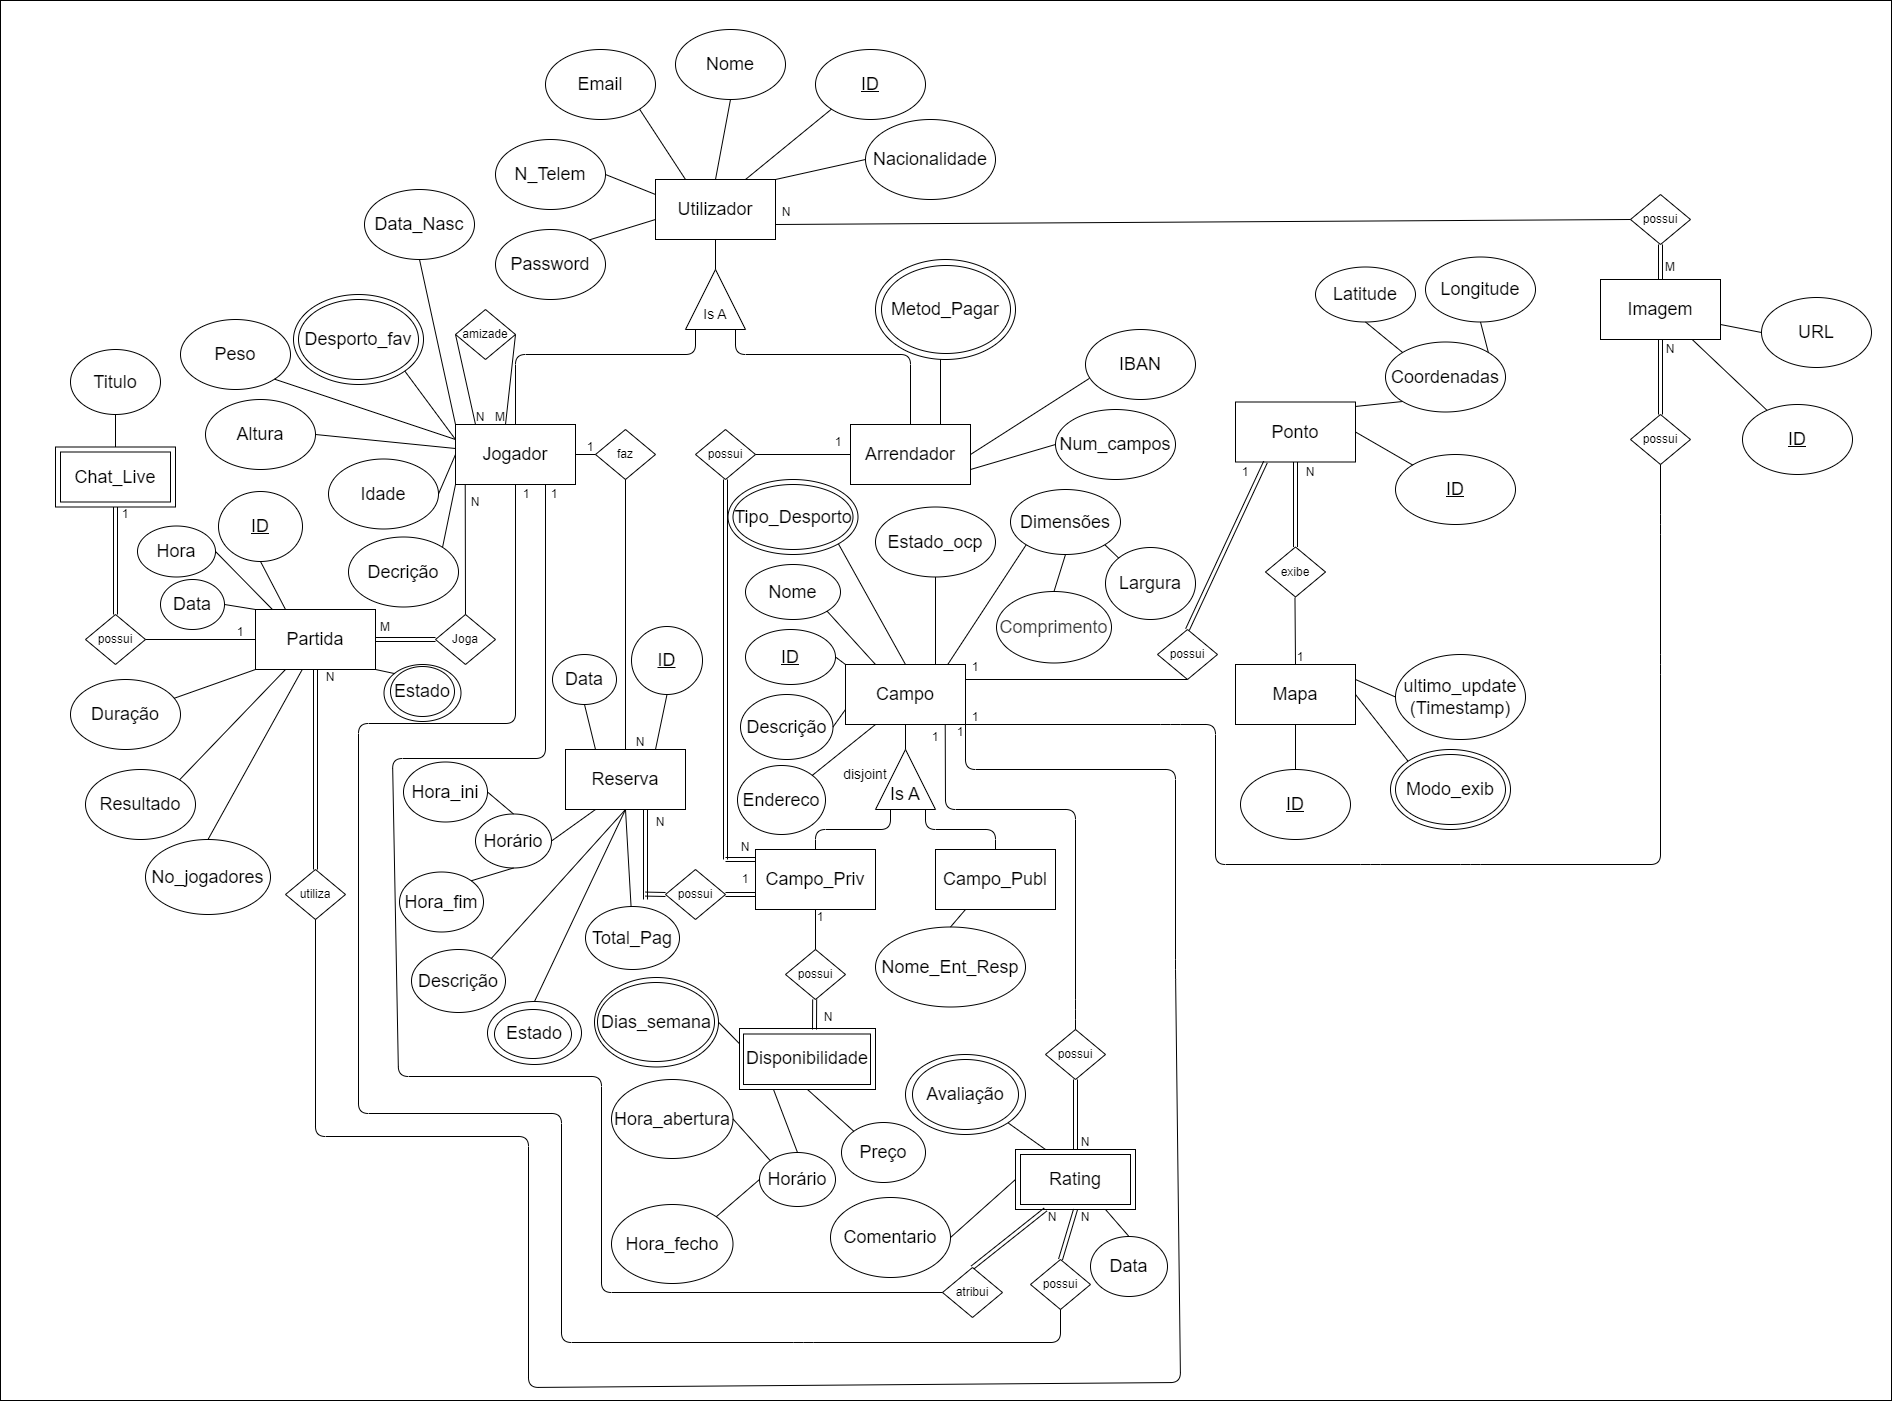 Nome
Email
ID
Nacionalidade
N_Telem
Utilizador
N
possui
Data_Nasc
Password
M
Latitude
Longitude
Is A
Metod_Pagar
Imagem
URL
Desporto_fav
amizade
Peso
N
IBAN
Coordenadas
Titulo
N
M
Altura
Num_campos
Ponto
possui
ID
Jogador
1
faz
possui
1
Arrendador
Chat_Live
1
N
ID
Idade
N
1
1
1
Tipo_Desporto
Dimensões
ID
Hora
Estado_ocp
Decrição
exibe
Largura
Data
Nome
Comprimento
possui
1
Partida
M
Joga
ID
ID
1
possui
1
N
Estado
Data
Campo
Mapa
ultimo_update
(Timestamp)
Duração
Descrição
1
1
1
N
disjoint
Reserva
Is A
Modo_exib
Hora_ini
Endereco
ID
Resultado
N
Horário
N
No_jogadores
1
Campo_Priv
Campo_Publ
utiliza
possui
Hora_fim
1
Total_Pag
Nome_Ent_Resp
Descrição
possui
N
Dias_semana
Estado
Disponibilidade
possui
Avaliação
Hora_abertura
N
Preço
Horário
Rating
N
N
Comentario
Hora_fecho
Data
atribui
possui